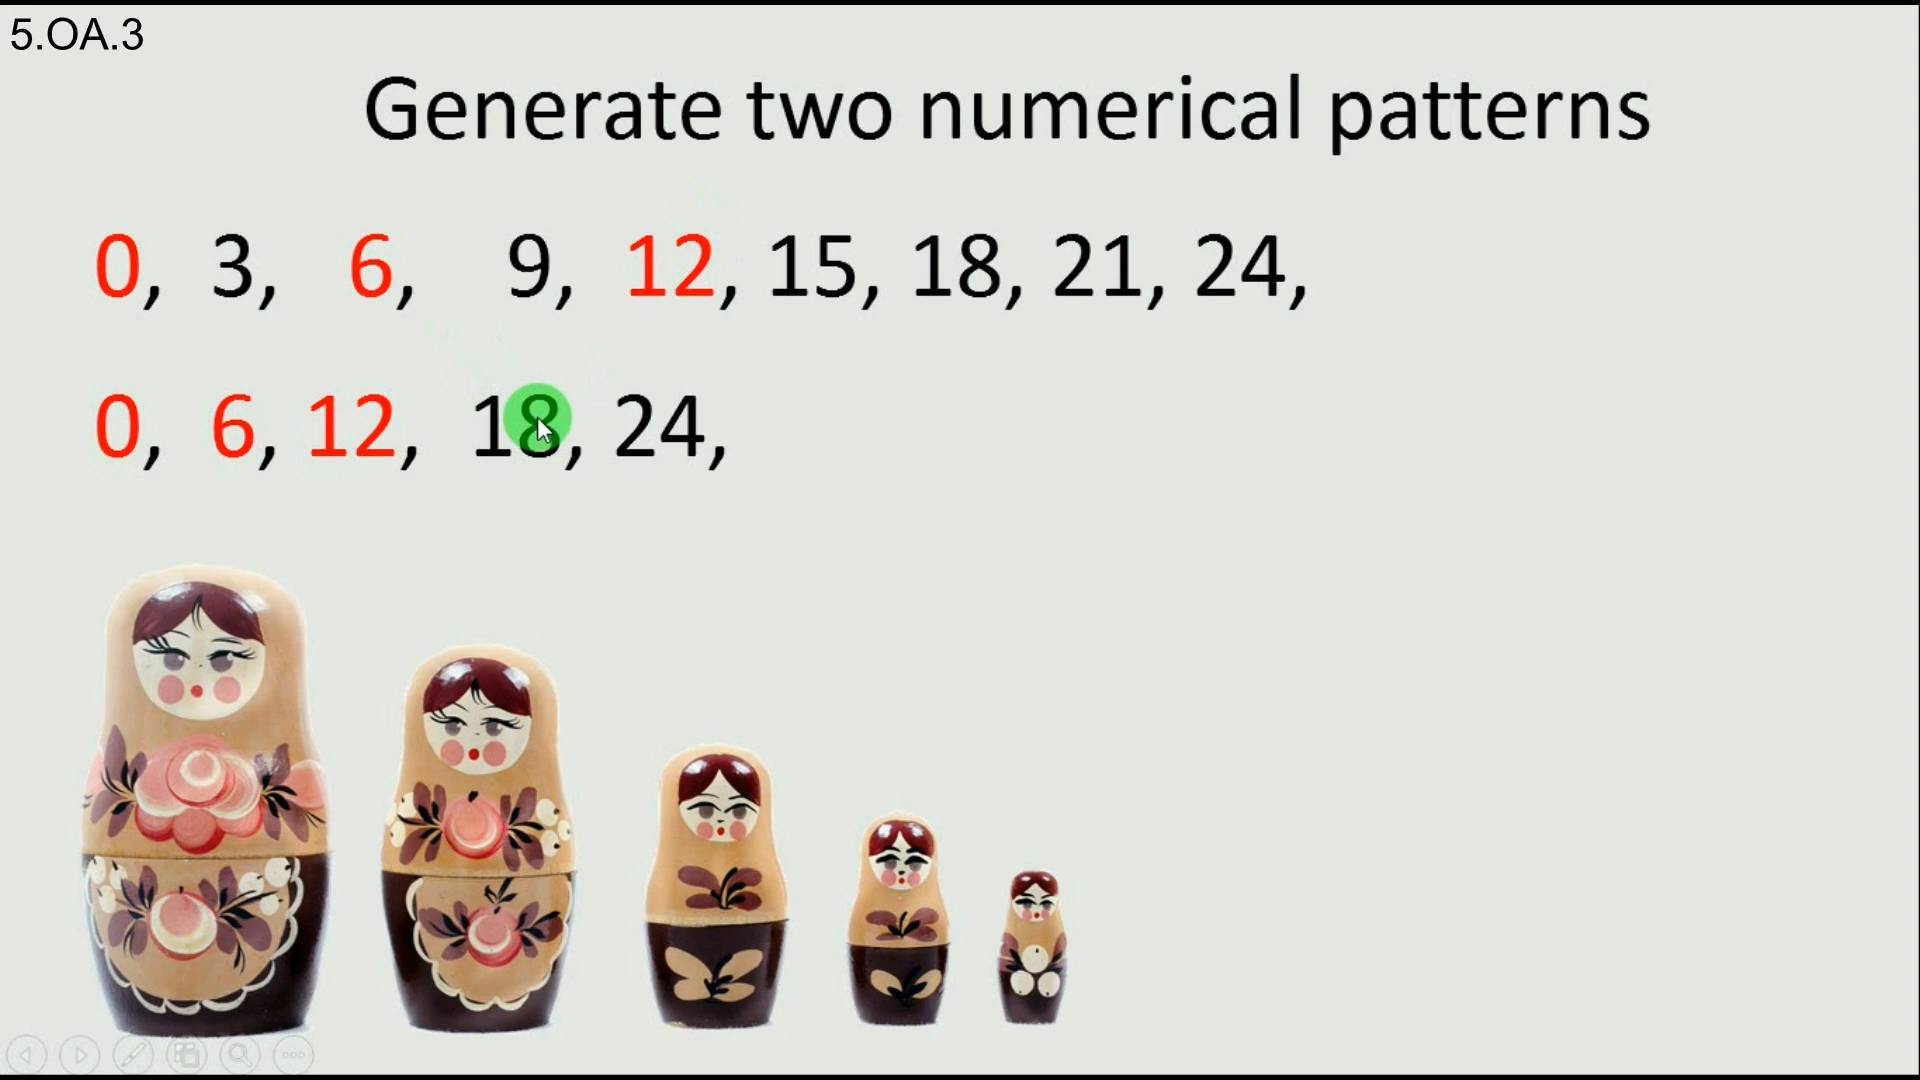 5.OA.3
Generate two numerical patterns
0, 3, 6, 9, 12, 15, 18, 21, 24,
0, 6, 12, 18, 24,